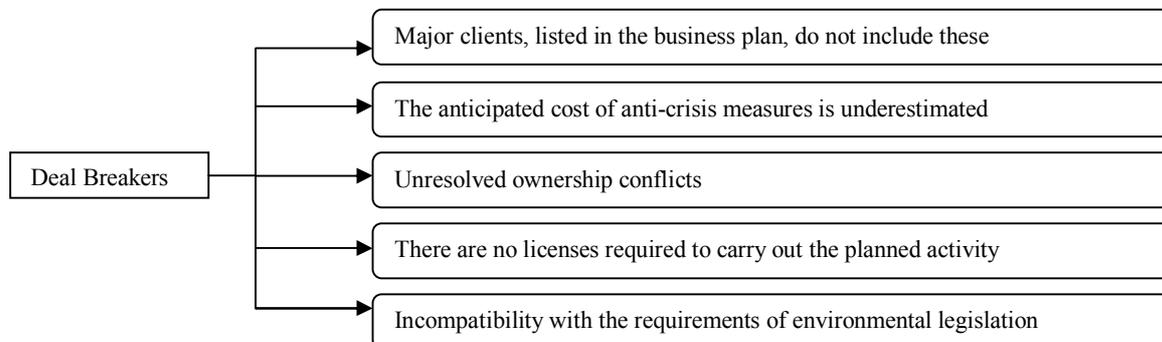 Major clients, listed in the business plan, do not include these
The anticipated cost of anti-crisis measures is underestimated
Deal Breakers
Unresolved ownership conflicts
There are no licenses required to carry out the planned activity
Incompatibility with the requirements of environmental legislation